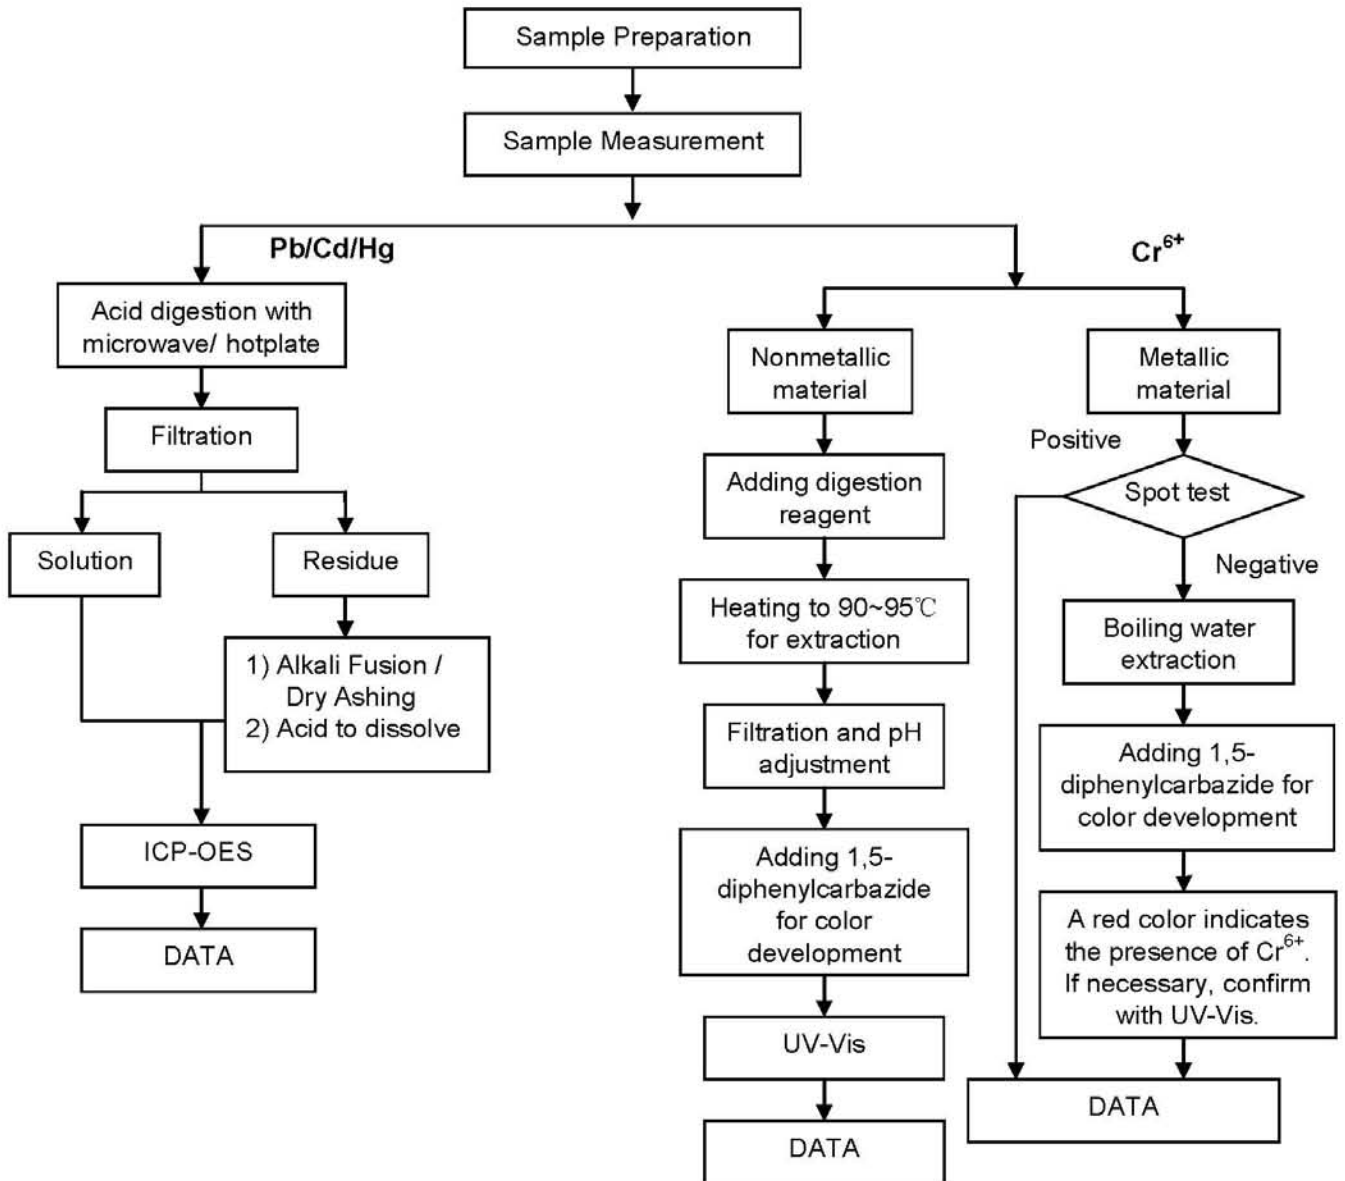 Sample Preparation
Sample Measurement
Pb/Cd/Hg
Cr⁶⁺
Acid digestion with
microwave/ hotplate
Filtration
Solution
Residue
1) Alkali Fusion /
Dry Ashing
2) Acid to dissolve
ICP-OES
DATA
Nonmetallic
material
Adding digestion
reagent
Heating to 90~95℃
for extraction
Filtration and pH
adjustment
Adding 1,5-
diphenylcarbazide
for color
development
UV-Vis
DATA
Metallic
material
Positive
Spot test
Negative
Boiling water
extraction
Adding 1,5-
diphenylcarbazide for
color development
A red color indicates
the presence of Cr⁶⁺.
If necessary, confirm
with UV-Vis.
DATA